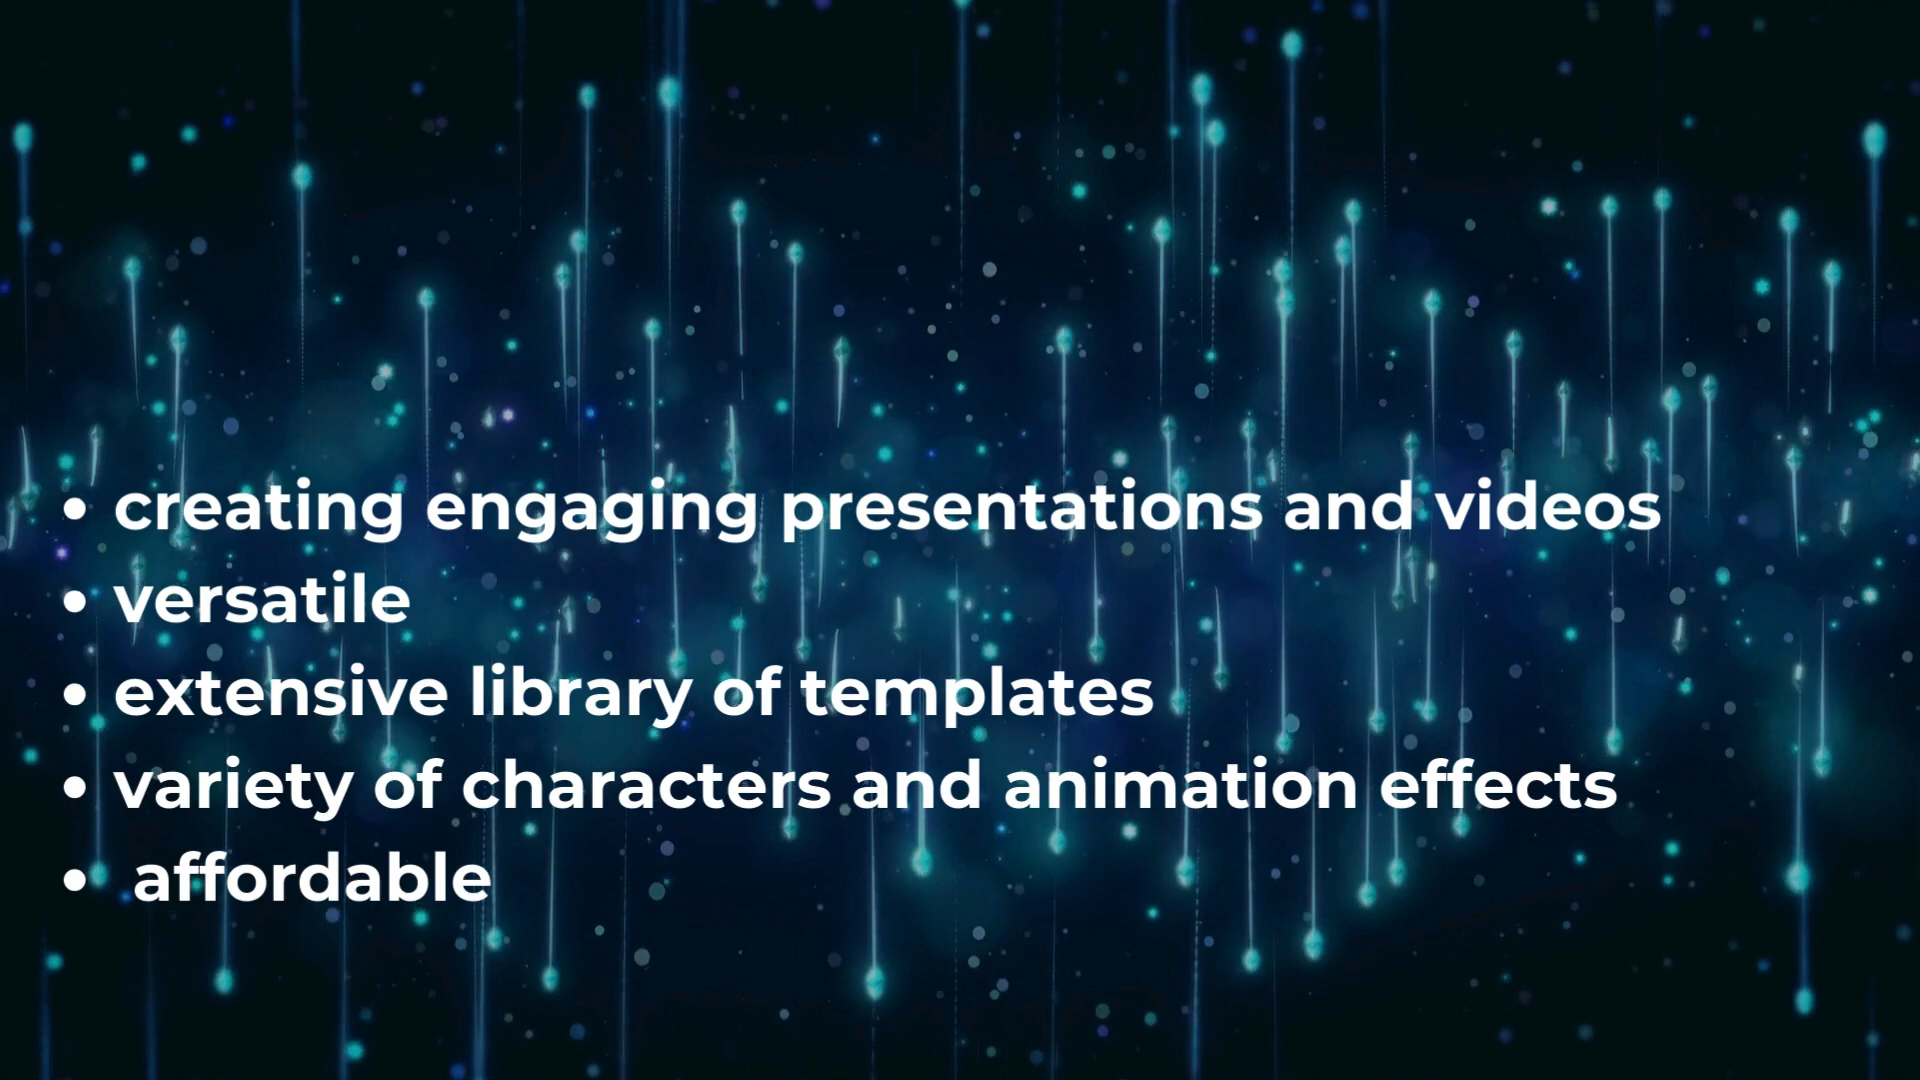 • creating engaging presentations and videos
• versatile
• extensive library of templates
• variety of characters and animation effects
• affordable